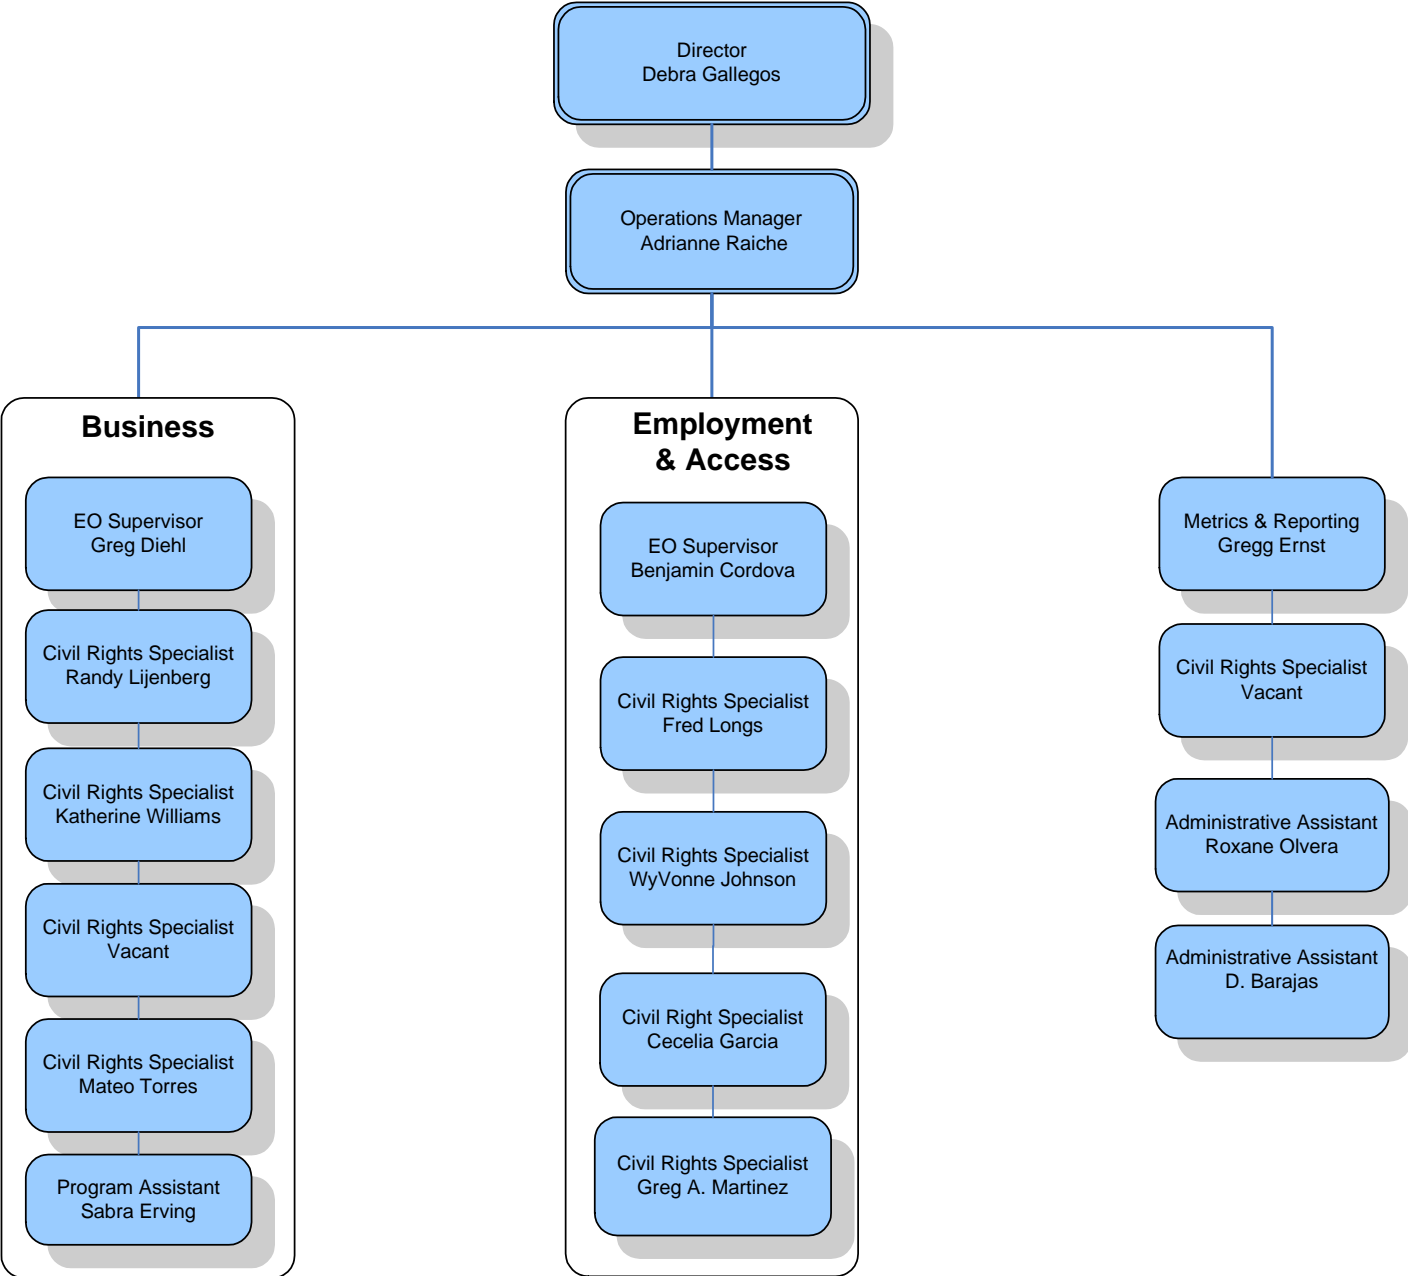 Director
Debra Gallegos
Operations Manager
Adrianne Raiche
Business
EO Supervisor
Greg Diehl
Civil Rights Specialist
Randy Lijenberg
Civil Rights Specialist
Katherine Williams
Civil Rights Specialist
Vacant
Civil Rights Specialist
Mateo Torres
Program Assistant
Sabra Erving
Employment
& Access
EO Supervisor
Benjamin Cordova
Civil Rights Specialist
Fred Longs
Civil Rights Specialist
WyVonne Johnson
Civil Right Specialist
Cecelia Garcia
Civil Rights Specialist
Greg A. Martinez
Metrics & Reporting
Gregg Ernst
Civil Rights Specialist
Vacant
Administrative Assistant
Roxane Olvera
Administrative Assistant
D. Barajas